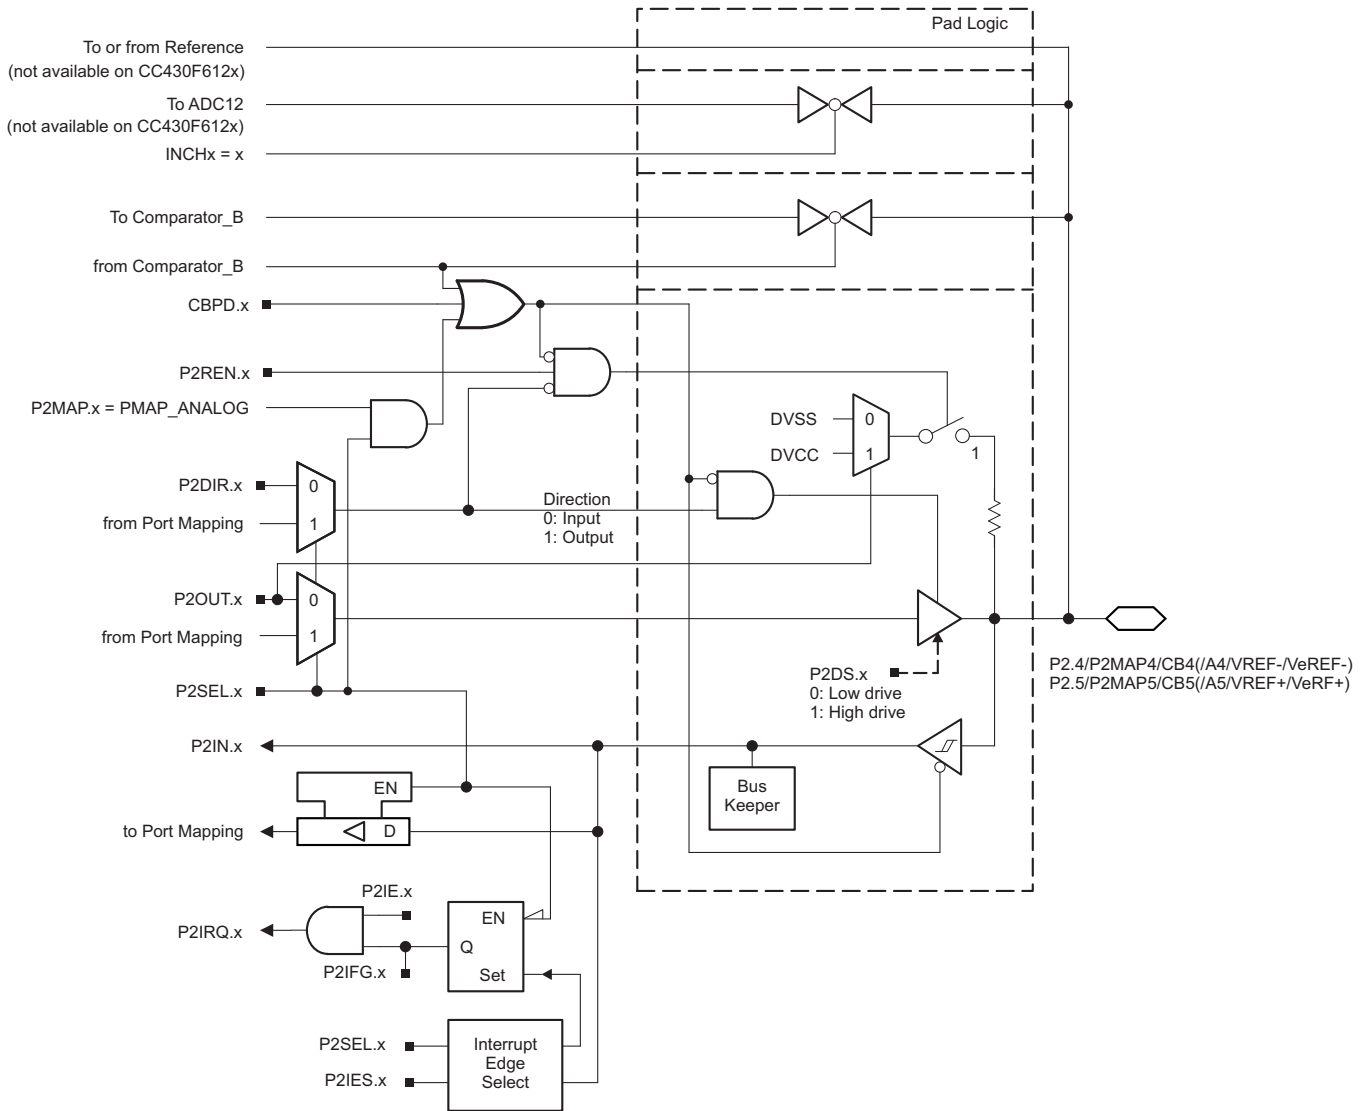 Pad Logic
To or from Reference
(not available on CC430F612x)
To ADC12
(not available on CC430F612x)
INCHx = x
To Comparator_B
from Comparator_B
CBPD.x
P2REN.x
P2MAP.x = PMAP_ANALOG
DVSS
0
DVCC
1
1
P2DIR.x
0
from Port Mapping
1
Direction
0: Input
1: Output
P2OUT.x
0
from Port Mapping
1
P2DS.x
0: Low drive
1: High drive
P2.4/P2MAP4/CB4(/A4/VREF-/VeREF-)
P2.5/P2MAP5/CB5(/A5/VREF+/VeRF+)
P2SEL.x
P2IN.x
Bus
Keeper
EN
to Port Mapping
D
P2IE.x
EN
P2IRQ.x
Q
P2IFG.x
Set
P2SEL.x
P2IES.x
Interrupt
Edge
Select